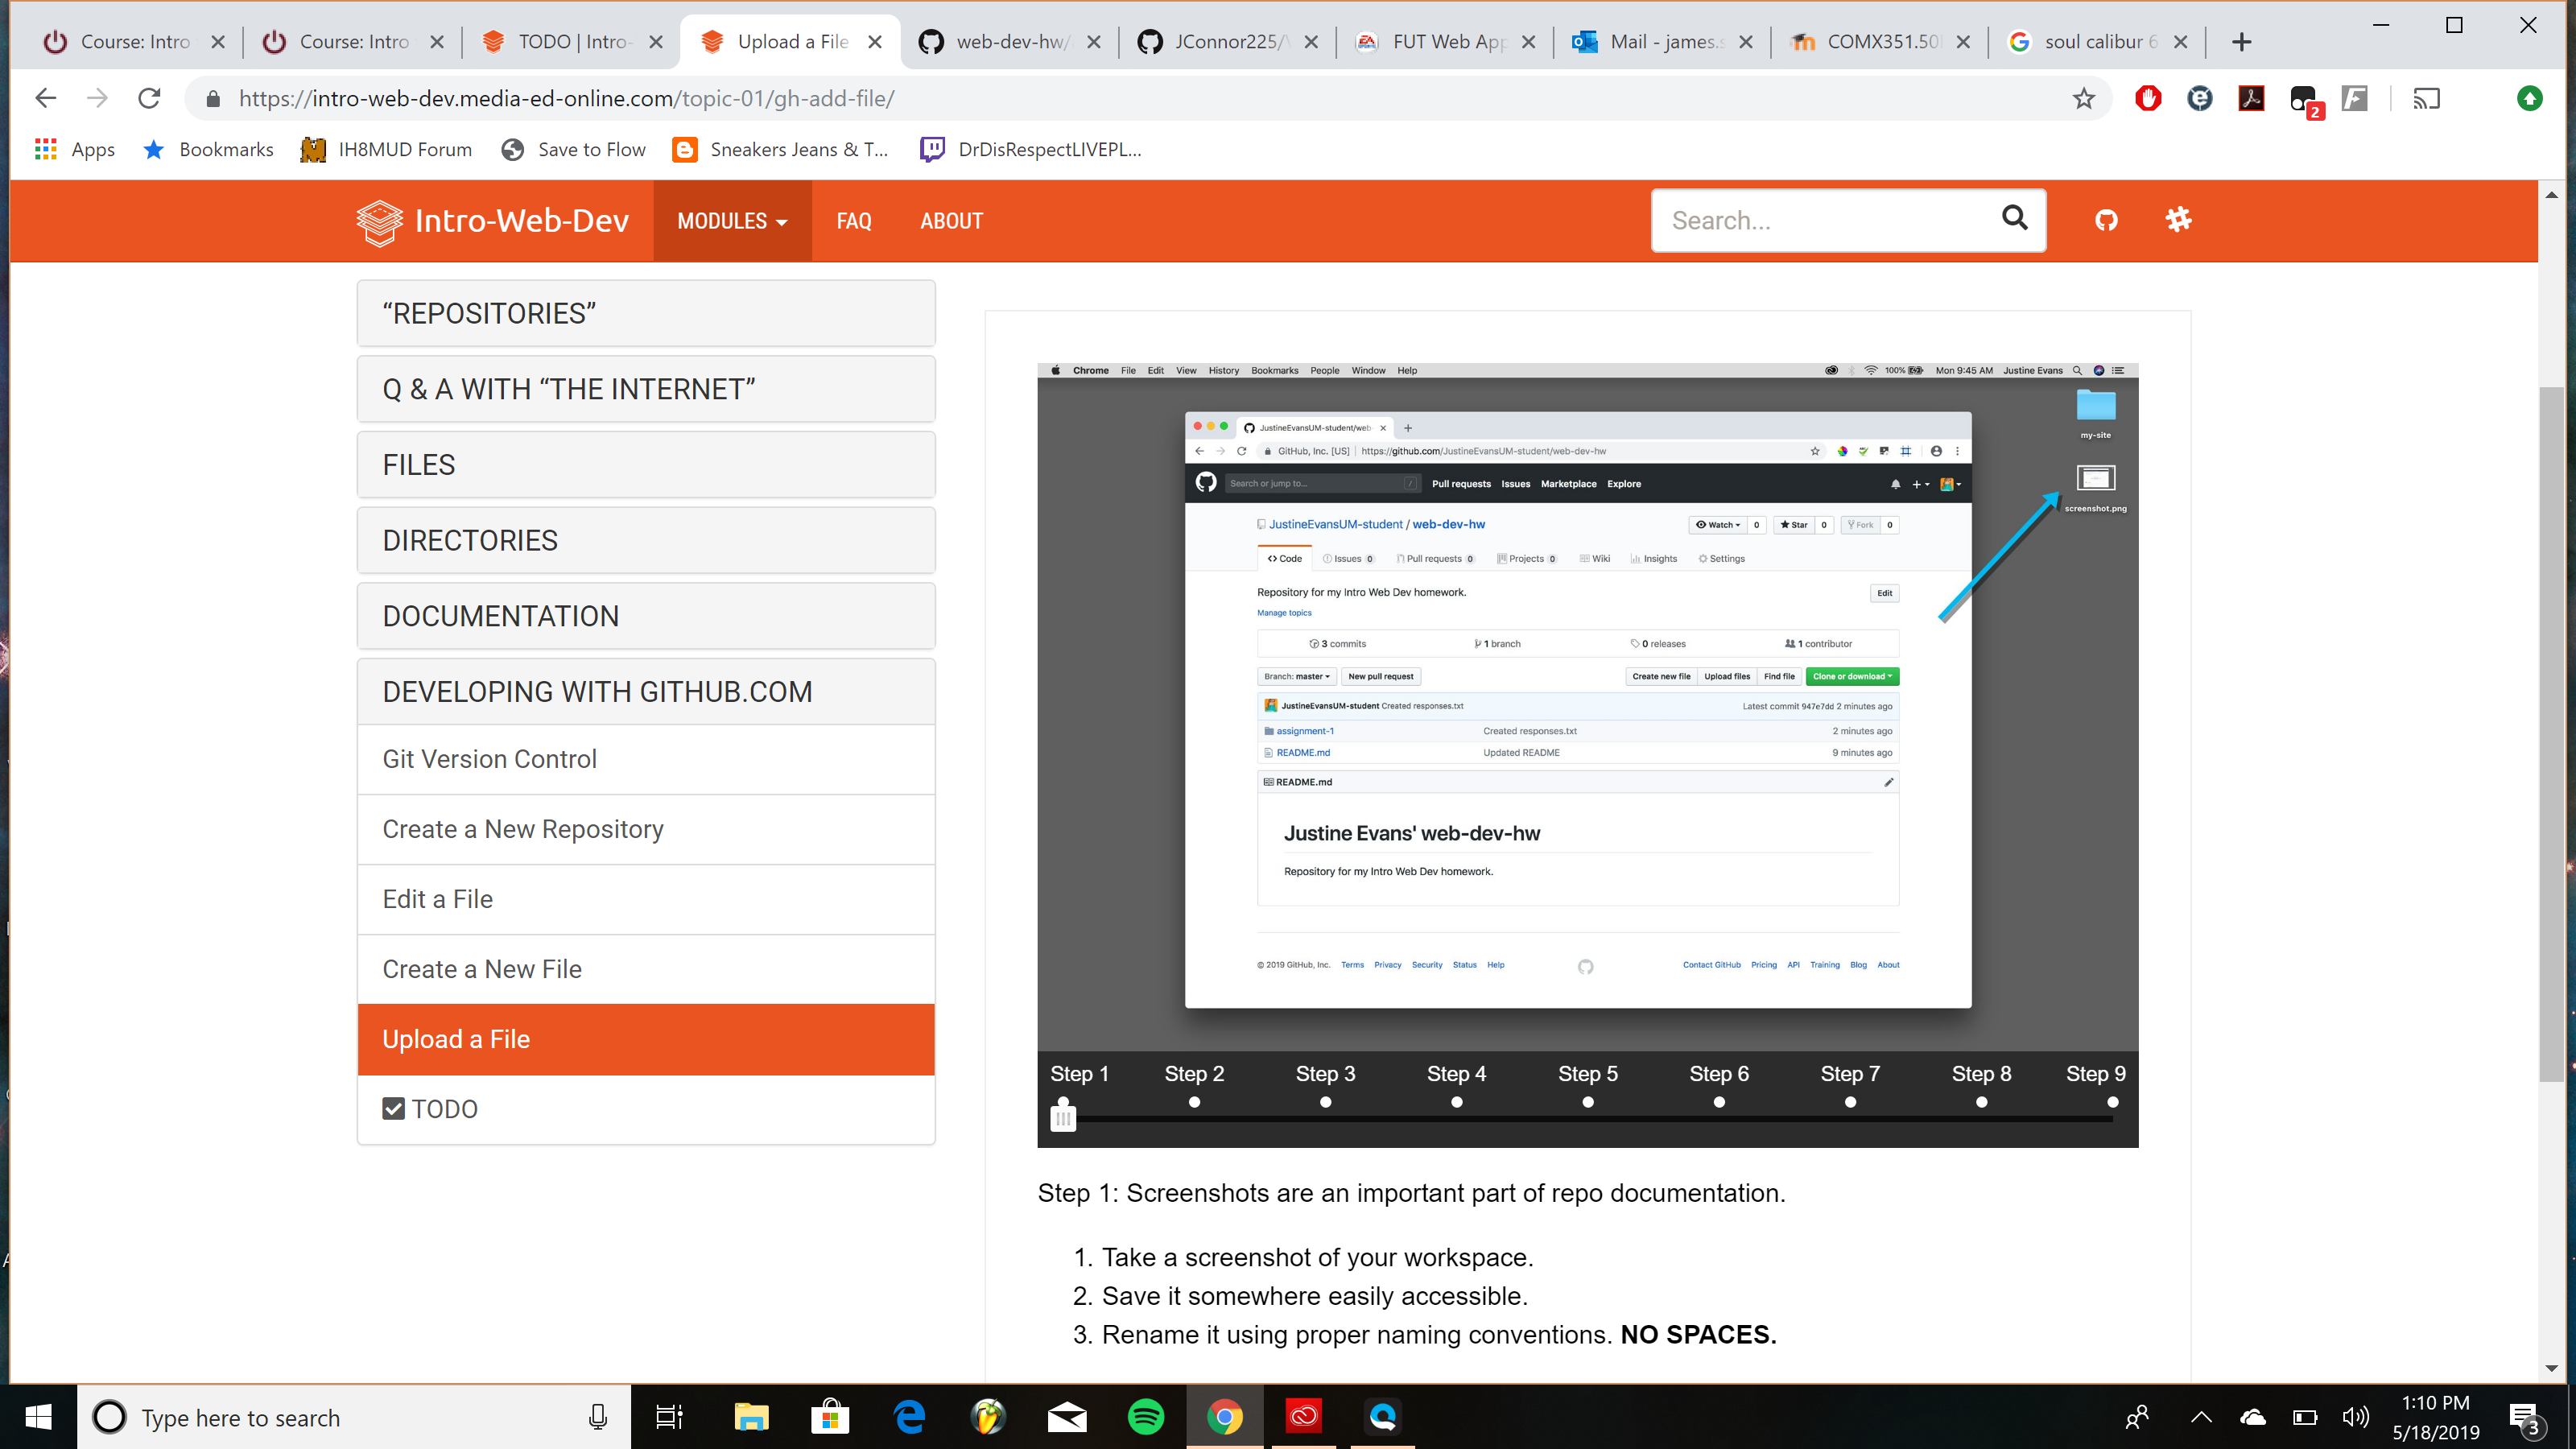 Course: Intro
Course: Intro
TODO | Intro-
Upload a File
web-dev-hw/
JConnor225/
FUT Web App
Mail - james.s
COMX351.50
soul calibur 6
https://intro-web-dev.media-ed-online.com/topic-01/gh-add-file/
2
Apps
Bookmarks
IH8MUD Forum
Save to Flow
Sneakers Jeans & T...
DrDisRespectLIVEPL...
Intro-Web-Dev
MODULES
FAQ
ABOUT
Search...
“REPOSITORIES”
Q & A WITH “THE INTERNET”
FILES
DIRECTORIES
DOCUMENTATION
DEVELOPING WITH GITHUB.COM
Git Version Control
Create a New Repository
Edit a File
Create a New File
Upload a File
TODO
Chrome File Edit View History Bookmarks People Window Help
100% Mon 9:45 AM Justine Evans
my-site
screenshot.png
JustineEvansUM-student/web-
GitHub, Inc. [US] | https://github.com/JustineEvansUM-student/web-dev-hw
Search or jump to... /
Pull requests Issues Marketplace Explore
JustineEvansUM-student / web-dev-hw
Watch 0 Star 0 Fork 0
Code Issues 0 Pull requests 0 Projects 0 Wiki Insights Settings
Repository for my Intro Web Dev homework.
Edit
Manage topics
3 commits 1 branch 0 releases 1 contributor
Branch: master New pull request Create new file Upload files Find file Clone or download
JustineEvansUM-student Created responses.txt Latest commit 947e7dd 2 minutes ago
assignment-1 Created responses.txt 2 minutes ago
README.md Updated README 9 minutes ago
README.md
Justine Evans' web-dev-hw
Repository for my Intro Web Dev homework.
© 2019 GitHub, Inc. Terms Privacy Security Status Help
Contact GitHub Pricing API Training Blog About
Step 1 Step 2 Step 3 Step 4 Step 5 Step 6 Step 7 Step 8 Step 9
Step 1: Screenshots are an important part of repo documentation.
1. Take a screenshot of your workspace.
2. Save it somewhere easily accessible.
3. Rename it using proper naming conventions. NO SPACES.
Type here to search
1:10 PM
5/18/2019
3